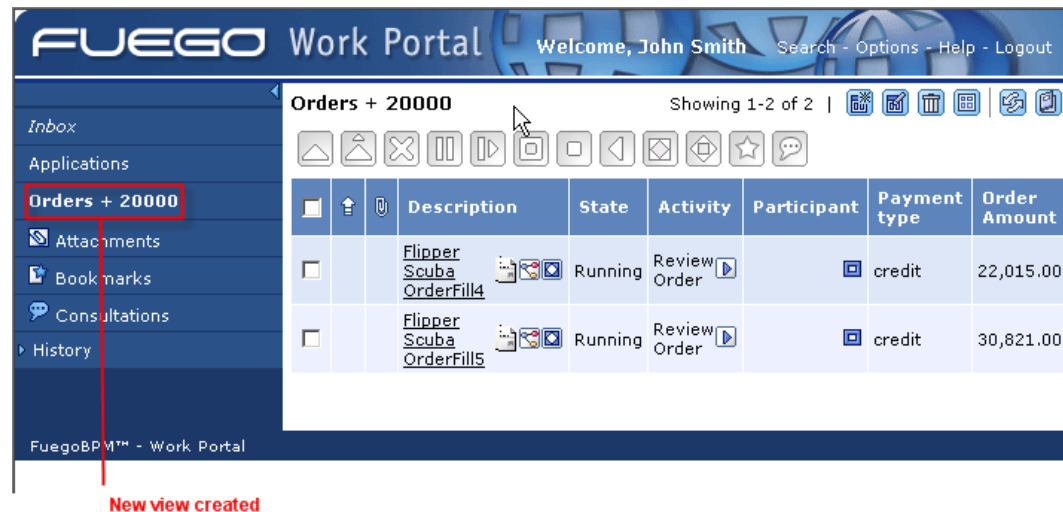 FUEGO Work Portal Welcome, John Smith Search - Options - Help - Logout
Inbox
Applications
Orders + 20000
Attachments
Bookmarks
Consultations
History
Orders + 20000 Showing 1-2 of 2 |
Description State Activity Participant Payment type Order Amount
Flipper Scuba OrderFill4 Running Review Order credit 22,015.00
Flipper Scuba OrderFill5 Running Review Order credit 30,821.00
FuegoBPM™ - Work Portal
New view created